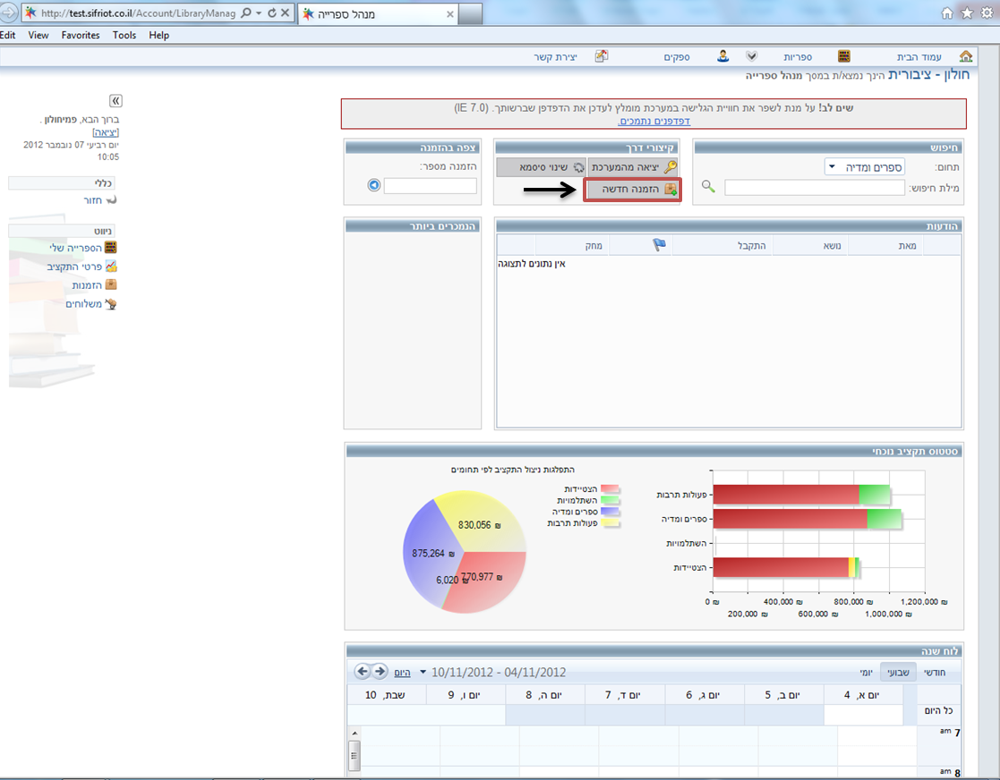 http://test.sifriot.co.il/Account/LibraryManag
מנהל ספרייה
Edit View Favorites Tools Help
עמוד הבית
ספריות
ספקים
יצירת קשר
חולון - ציבורית הינך נמצא/ת במסך מנהל ספרייה
ברוך הבא, פמיחולון .
[יציאה]
יום רביעי 07 נובמבר 2012
10:05
כללי
חזור
ניווט
הספרייה שלי
פרטי התקציב
הזמנות
משלוחים
שים לב! על מנת לשפר את חוויית הגלישה במערכת מומלץ לעדכן את הדפדפן שברשותך. (IE 7.0)
דפדפנים נתמכים.
חיפוש
תחום:
ספרים ומדיה
מילת חיפוש:
קיצורי דרך
יציאה מהמערכת
שינוי סיסמא
הזמנה חדשה
צפה בהזמנה
הזמנה מספר:
הודעות
מאת
נושא
התקבל
מחק
אין נתונים לתצוגה
הנמכרים ביותר
סטטוס תקציב נוכחי
פעולות תרבות
ספרים ומדיה
השתלמויות
הצטיידות
0 ₪
400,000 ₪
800,000 ₪
1,200,000 ₪
200,000 ₪
600,000 ₪
1,000,000 ₪
התפלגות ניצול התקציב לפי תחומים
הצטיידות
השתלמויות
ספרים ומדיה
פעולות תרבות
830,056 ₪
875,264 ₪
6,020 ₪
770,977 ₪
לוח שנה
חודשי
שבועי
יומי
10/11/2012 - 04/11/2012
היום
יום א, 4
יום ב, 5
יום ג, 6
יום ד, 7
יום ה, 8
יום ו, 9
שבת, 10
כל היום
7 am
8 am